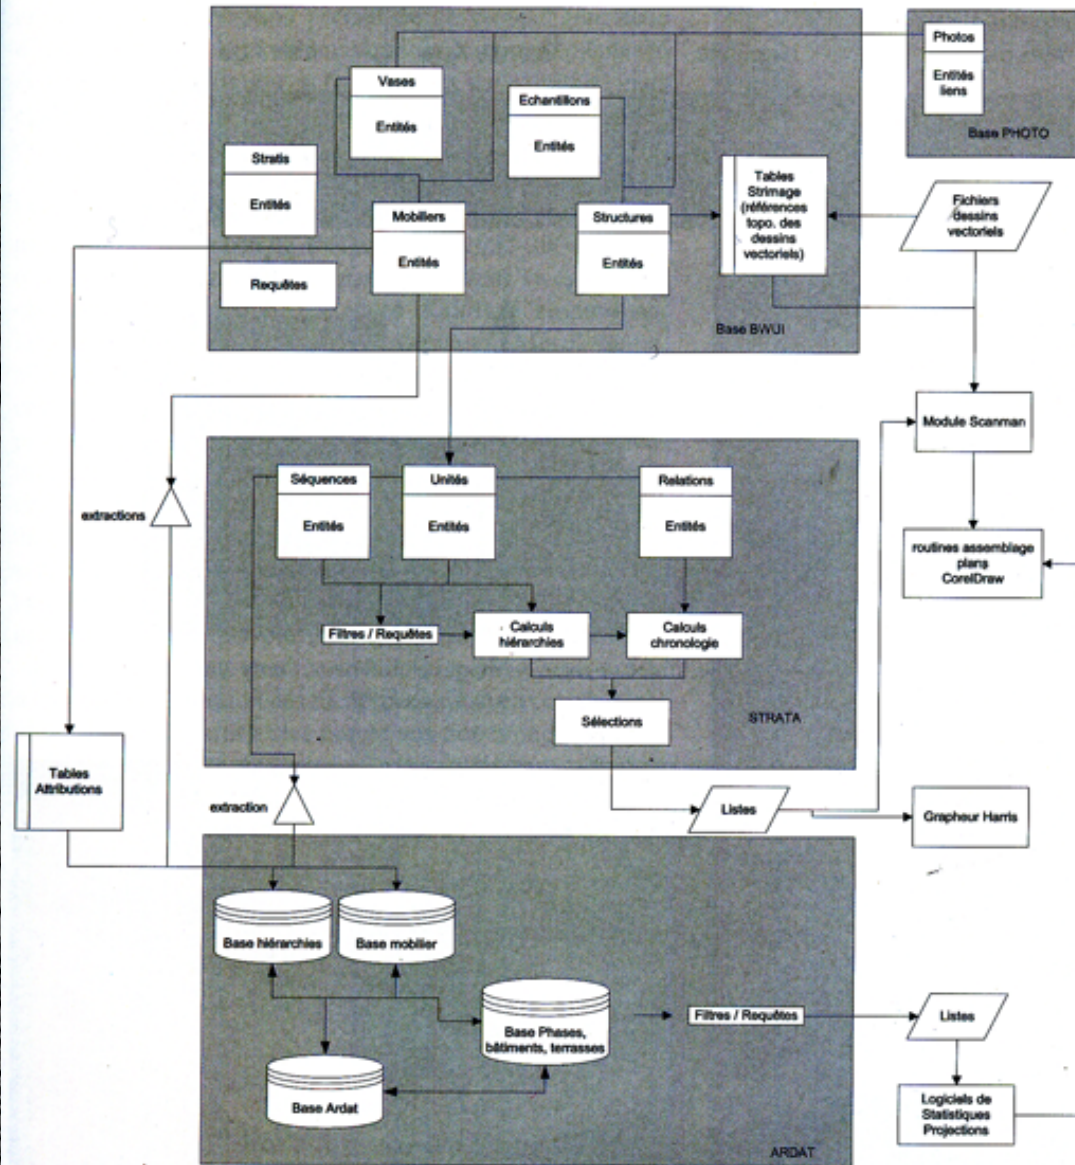 Photos
Entités
liens
Base PHOTO
Vases
Entités
Echantillons
Entités
Stratis
Entités
Mobiliers
Entités
Structures
Entités
Tables
Strimage
(références
topo. des
dessins
vectoriels)
Fichiers
dessins
vectoriels
Requêtes
Base BWUI
Module Scanman
Séquences
Entités
Unités
Entités
Relations
Entités
extractions
routines assemblage
plans
CorelDraw
Filtres / Requêtes
Calculs
hiérarchies
Calculs
chronologie
Sélections
STRATA
Tables
Attributions
extraction
Listes
Grapheur Harris
Base hiérarchies
Base mobilier
Base Phases,
bâtiments, terrasses
Filtres / Requêtes
Listes
Base Ardat
Logiciels de
Statistiques
Projections
ARDAT